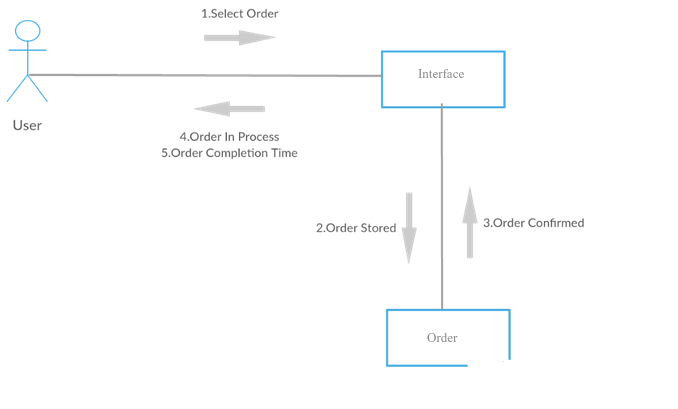 1.Select Order
Interface
User
4.Order In Process
5.Order Completion Time
2.Order Stored
3.Order Confirmed
Order